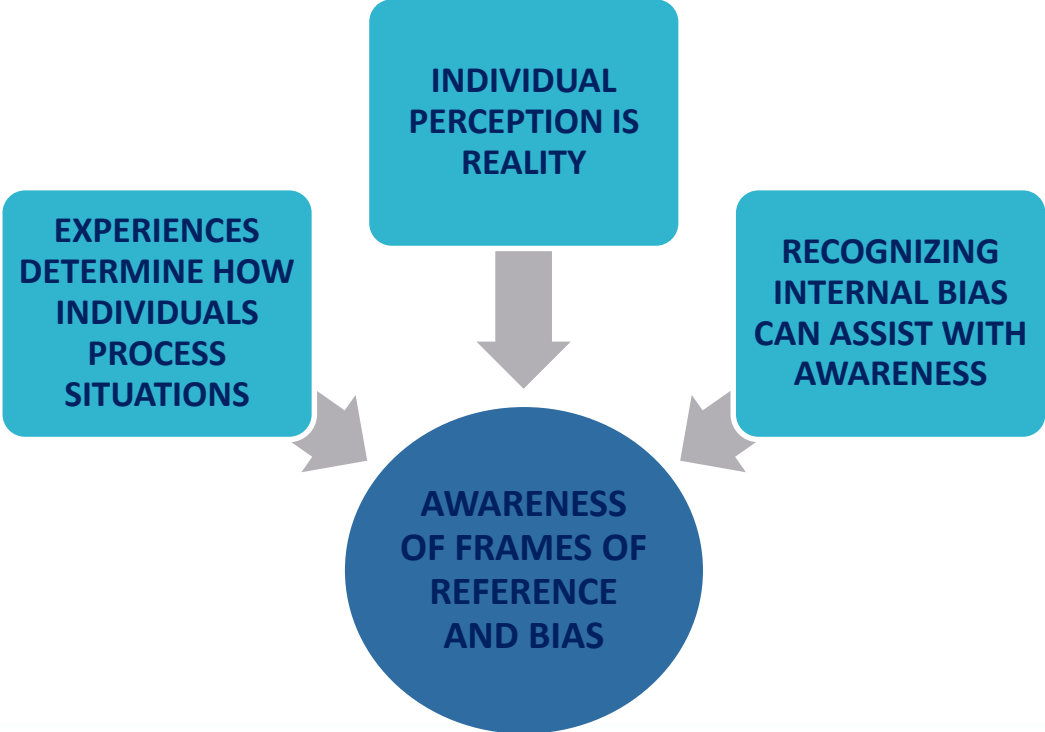 INDIVIDUAL
PERCEPTION IS
REALITY
EXPERIENCES
DETERMINE HOW
INDIVIDUALS
PROCESS
SITUATIONS
RECOGNIZING
INTERNAL BIAS
CAN ASSIST WITH
AWARENESS
AWARENESS
OF FRAMES OF
REFERENCE
AND BIAS